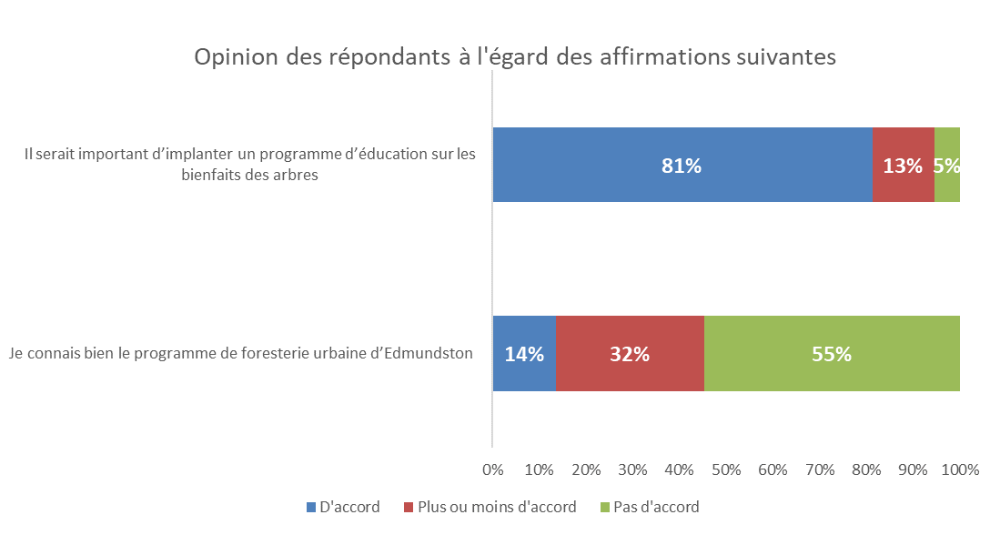 Opinion des répondants à l'égard des affirmations suivantes
Il serait important d’implanter un programme d’éducation sur les
bienfaits des arbres
81% 13% 5%
Je connais bien le programme de foresterie urbaine d’Edmundston
14% 32% 55%
0% 10% 20% 30% 40% 50% 60% 70% 80% 90% 100%
D'accord Plus ou moins d'accord Pas d'accord